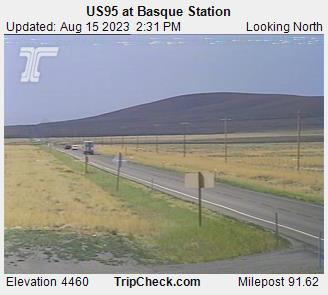 US95 at Basque Station
Updated: Aug 15 2023 2:31 PM Looking North
Elevation 4460 TripCheck.com Milepost 91.62